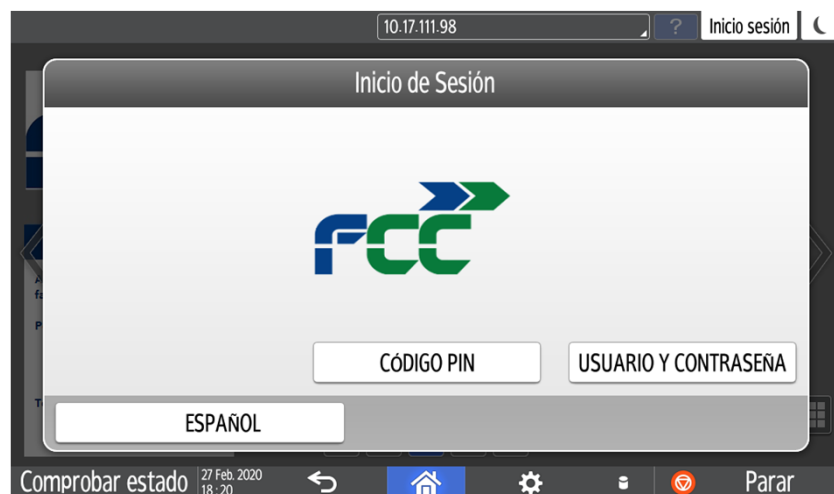 10.17.111.98
?
Inicio sesión
Inicio de Sesión
FCC
CÓDIGO PIN
USUARIO Y CONTRASEÑA
ESPAÑOL
Comprobar estado
27 Feb. 2020
18:20
Parar